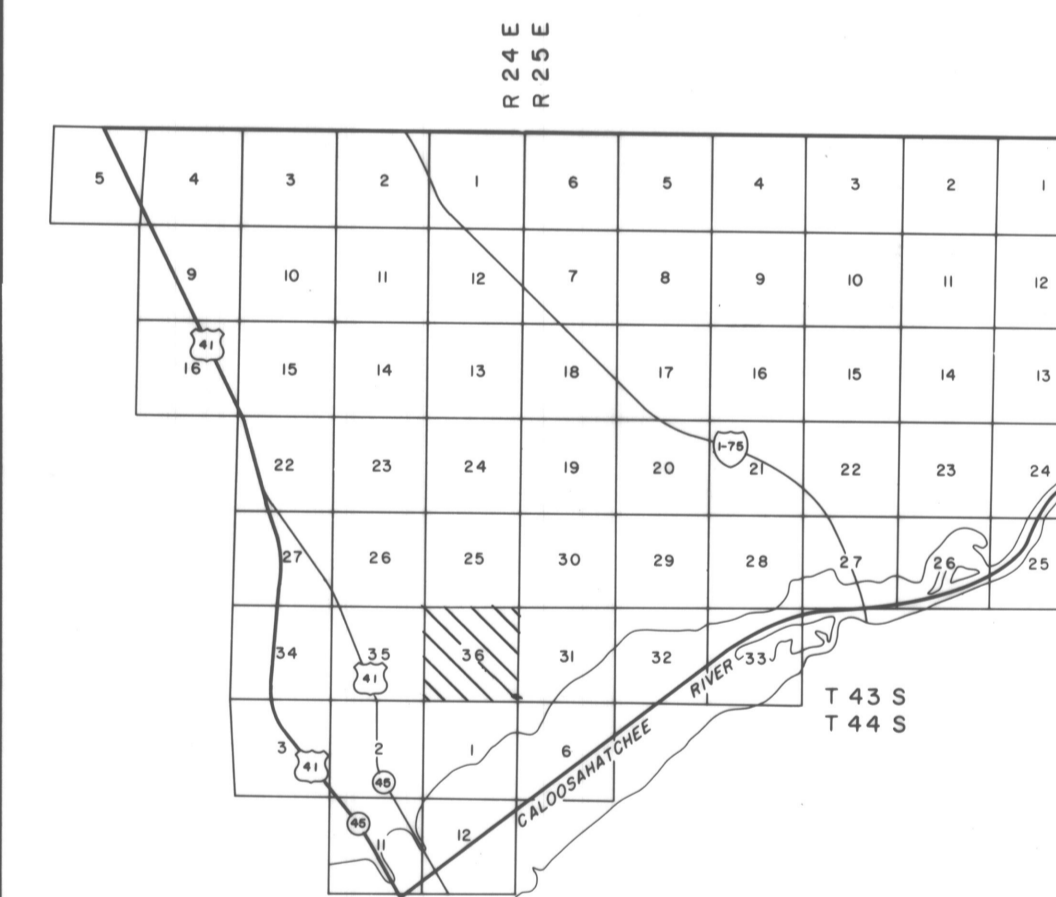 R 24 E
R 25 E
5 4 3 2 1 6 5 4 3 2 1
9 10 11 12 7 8 9 10 11 12
41
16 15 14 13 18 17 16 15 14 13
I-75
22 23 24 19 20 21 22 23 24
27 26 25 30 29 28 27 26 25
34 35 36 31 32 33
41
RIVER
T 43 S
T 44 S
3 2 1 6
41
45
CALOOSAHATCHEE
45
11 12